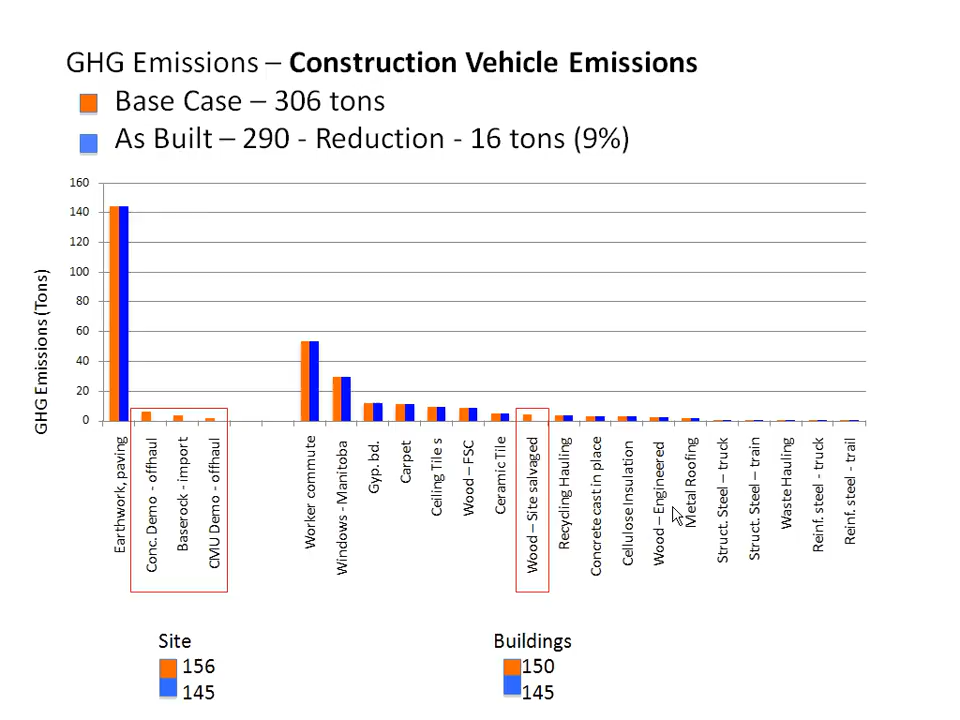 GHG Emissions – Construction Vehicle Emissions
Base Case – 306 tons
As Built – 290 - Reduction - 16 tons (9%)
GHG Emissions (Tons)
160
140
120
100
80
60
40
20
0
Earthwork, paving
Conc. Demo - offhaul
Baserock - import
CMU Demo - offhaul
Worker commute
Windows - Manitoba
Gyp. bd.
Carpet
Ceiling Tile s
Wood – FSC
Ceramic Tile
Wood – Site salvaged
Recycling Hauling
Concrete cast in place
Cellulose Insulation
Wood – Engineered
Metal Roofing
Struct. Steel – truck
Struct. Steel – train
Waste Hauling
Reinf. steel - truck
Reinf. steel - trail
Site
156
145
Buildings
150
145